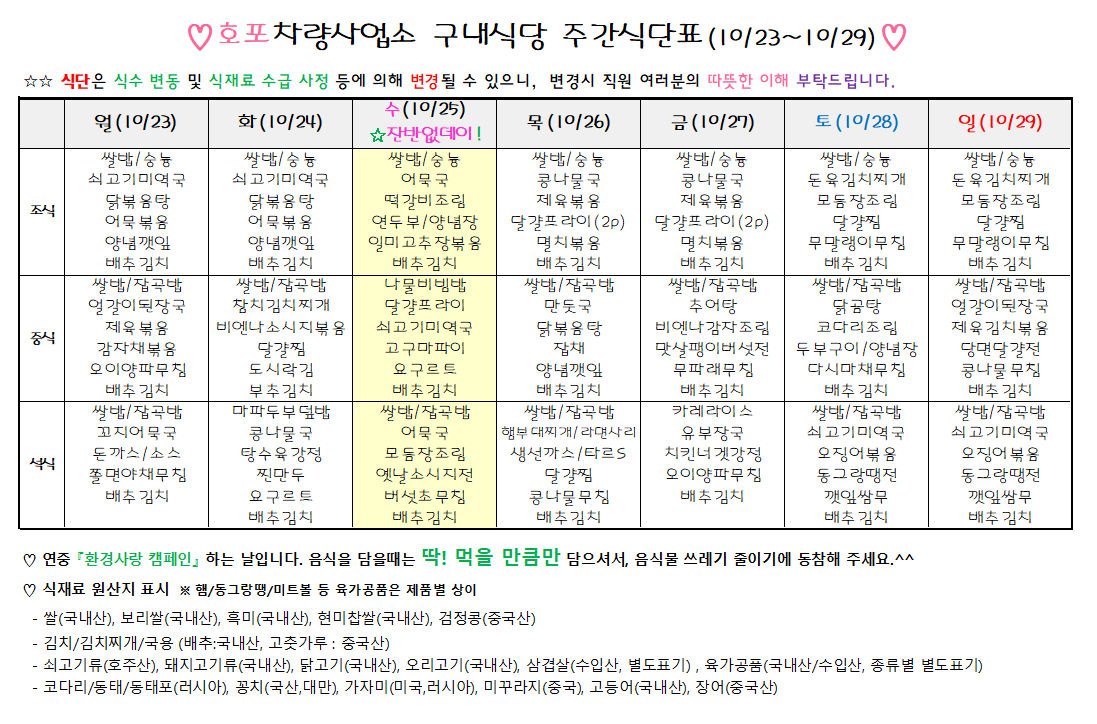 ♡호포차량사업소 구내식당 주간식단표(10/23~10/29)♡
☆☆ 식단은 식수 변동 및 식재료 수급 사정 등에 의해 변경될 수 있으니, 변경시 직원 여러분의 따뜻한 이해 부탁드립니다.
월(10/23) 화(10/24) 수(10/25) ☆잔반없데이! 목(10/26) 금(10/27) 토(10/28) 일(10/29)
조식
쌀밥/숭늉 쌀밥/숭늉 쌀밥/숭늉 쌀밥/숭늉 쌀밥/숭늉 쌀밥/숭늉 쌀밥/숭늉
쇠고기미역국 쇠고기미역국 어묵국 콩나물국 콩나물국 돈육김치찌개 돈육김치찌개
닭볶음탕 닭볶음탕 떡갈비조림 제육볶음 제육볶음 모듬장조림 모듬장조림
어묵볶음 어묵볶음 연두부/양념장 달걀프라이(2p) 달걀프라이(2p) 달걀찜 달걀찜
양념깻잎 양념깻잎 일미고추장볶음 멸치볶음 멸치볶음 무말랭이무침 무말랭이무침
배추김치 배추김치 배추김치 배추김치 배추김치 배추김치 배추김치
중식
쌀밥/잡곡밥 쌀밥/잡곡밥 나물비빔밥 쌀밥/잡곡밥 쌀밥/잡곡밥 쌀밥/잡곡밥 쌀밥/잡곡밥
얼갈이된장국 참치김치찌개 달걀프라이 만둣국 추어탕 닭곰탕 얼갈이된장국
제육볶음 비엔나소시지볶음 쇠고기미역국 닭볶음탕 비엔나감자조림 코다리조림 제육김치볶음
감자채볶음 달걀찜 고구마파이 잡채 맛살팽이버섯전 두부구이/양념장 당면달걀전
오이양파무침 도시락김 요구르트 양념깻잎 무파래무침 다시마채무침 콩나물무침
배추김치 부추김치 배추김치 배추김치 배추김치 배추김치 배추김치
석식
쌀밥/잡곡밥 마파두부덮밥 쌀밥/잡곡밥 쌀밥/잡곡밥 카레라이스 쌀밥/잡곡밥 쌀밥/잡곡밥
꼬지어묵국 콩나물국 어묵국 햄부대찌개/라면사리 유부장국 쇠고기미역국 쇠고기미역국
돈까스/소스 탕수육강정 모듬장조림 생선까스/타르S 치킨너겟강정 오징어볶음 오징어볶음
쫄면야채무침 찐만두 옛날소시지전 달걀찜 오이양파무침 동그랑땡전 동그랑땡전
배추김치 요구르트 버섯초무침 콩나물무침 배추김치 깻잎쌈무 깻잎쌈무
배추김치 배추김치 배추김치 배추김치 배추김치
♡ 연중 『환경사랑 캠페인』 하는 날입니다. 음식을 담을때는 딱! 먹을 만큼만 담으셔서, 음식물 쓰레기 줄이기에 동참해 주세요.^^
♡ 식재료 원산지 표시 ※ 햄/동그랑땡/미트볼 등 육가공품은 제품별 상이
- 쌀(국내산), 보리쌀(국내산), 흑미(국내산), 현미찹쌀(국내산), 검정콩(중국산)
- 김치/김치찌개/국용 (배추:국내산, 고춧가루 : 중국산)
- 쇠고기류(호주산), 돼지고기류(국내산), 닭고기(국내산), 오리고기(국내산), 삼겹살(수입산, 별도표기) , 육가공품(국내산/수입산, 종류별 별도표기)
- 코다리/동태/동태포(러시아), 꽁치(국산,대만), 가자미(미국,러시아), 미꾸라지(중국), 고등어(국내산), 장어(중국산)